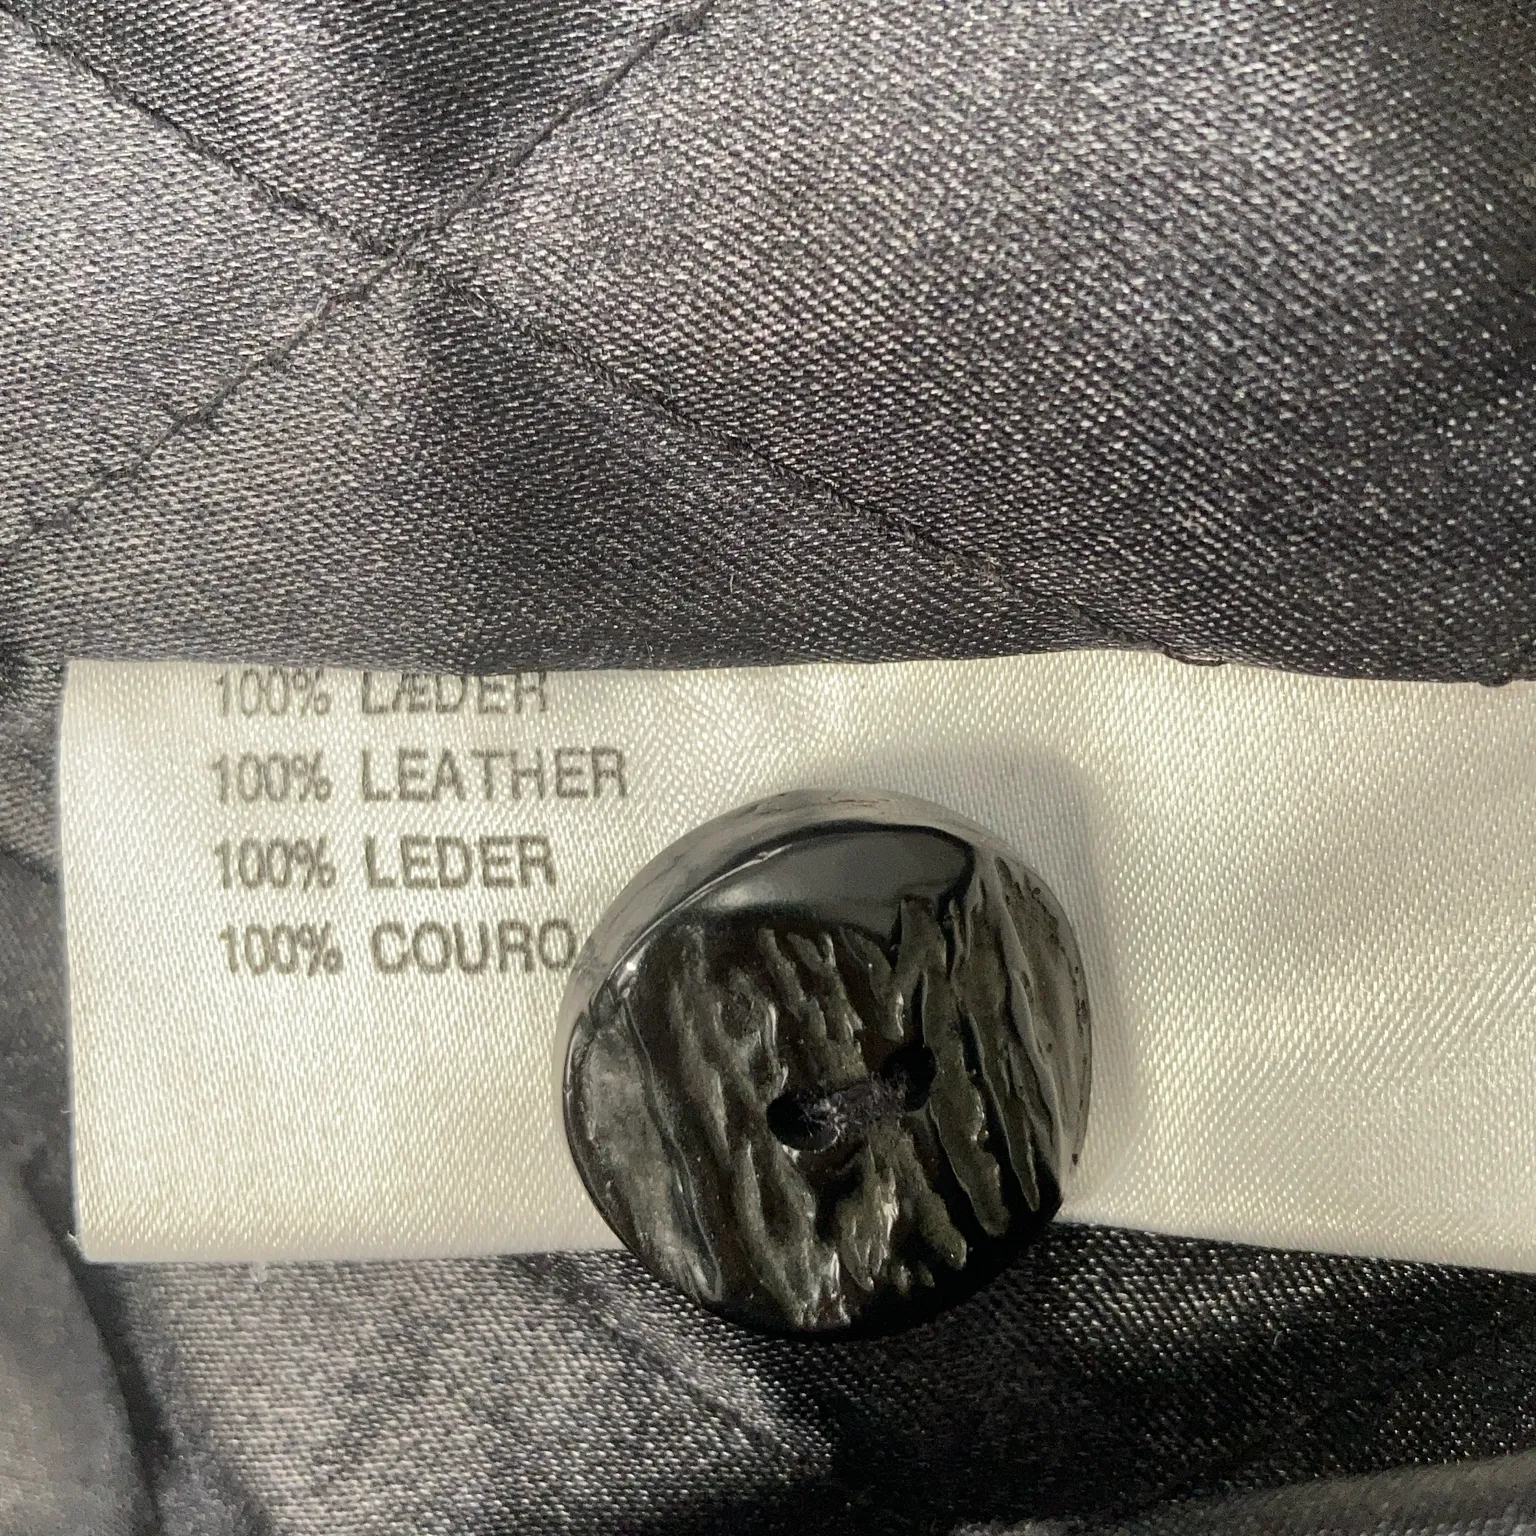 100% LÆDER
100% LEATHER
100% LEDER
100% COURO